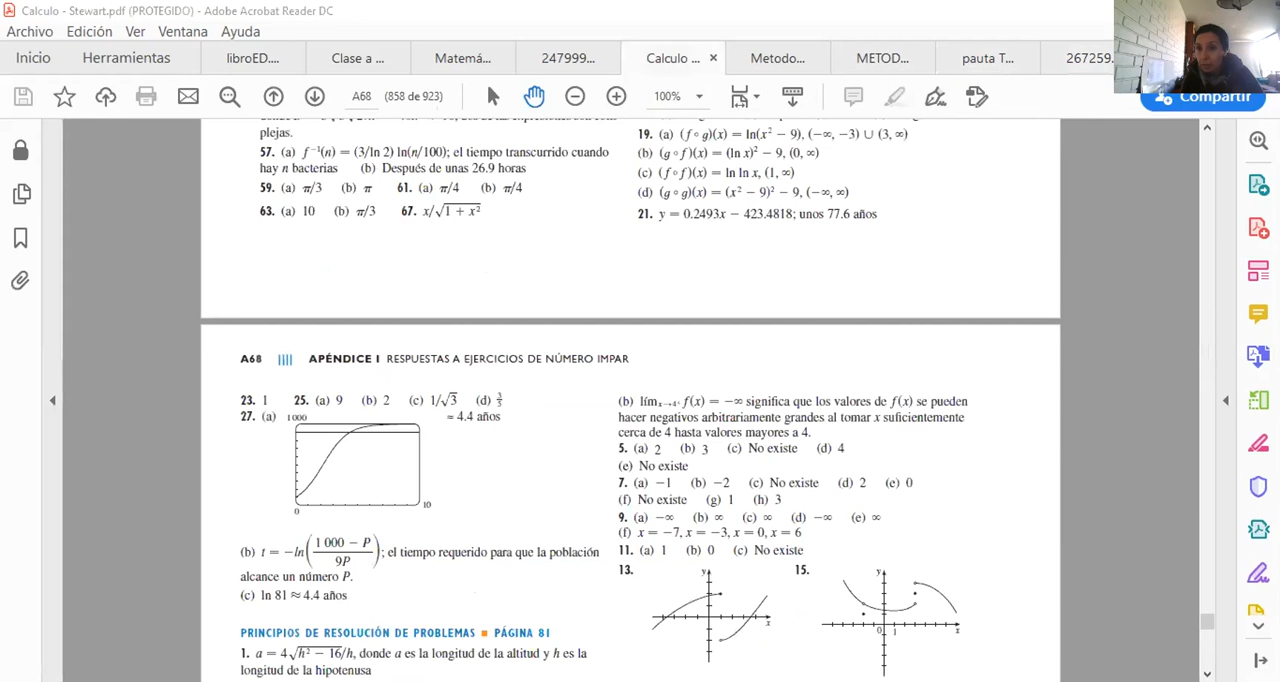 Calculo - Stewart.pdf (PROTEGIDO) - Adobe Acrobat Reader DC
Archivo Edición Ver Ventana Ayuda
Inicio Herramientas libroED.... Clase a ... Matemá... 247999... Calculo ... × Metodo... METOD... pauta T... 267259.
A68 (858 de 923) 100% Compartir
plejas.
57. (a) f⁻¹(n) = (3/ln 2) ln(n/100); el tiempo transcurrido cuando
hay n bacterias (b) Después de unas 26.9 horas
59. (a) π/3 (b) π 61. (a) π/4 (b) π/4
63. (a) 10 (b) π/3 67. x/√(1 + x²)
19. (a) (f ∘ g)(x) = ln(x² − 9), (−∞, −3) ∪ (3, ∞)
(b) (g ∘ f)(x) = (ln x)² − 9, (0, ∞)
(c) (f ∘ f)(x) = ln ln x, (1, ∞)
(d) (g ∘ g)(x) = (x² − 9)² − 9, (−∞, ∞)
21. y = 0.2493x − 423.4818; unos 77.6 años
A68 APÉNDICE I RESPUESTAS A EJERCICIOS DE NÚMERO IMPAR
23. 1 25. (a) 9 (b) 2 (c) 1/√3 (d) 3/5
27. (a) 1 000 ≈ 4.4 años
10
0
(b) t = −ln((1 000 − P)/9P); el tiempo requerido para que la población
alcance un número P.
(c) ln 81 ≈ 4.4 años
PRINCIPIOS DE RESOLUCIÓN DE PROBLEMAS ■ PÁGINA 81
1. a = 4√(h² − 16)/h, donde a es la longitud de la altitud y h es la
longitud de la hipotenusa
(b) lím x→4⁺ f(x) = −∞ significa que los valores de f(x) se pueden
hacer negativos arbitrariamente grandes al tomar x suficientemente
cerca de 4 hasta valores mayores a 4.
5. (a) 2 (b) 3 (c) No existe (d) 4
(e) No existe
7. (a) −1 (b) −2 (c) No existe (d) 2 (e) 0
(f) No existe (g) 1 (h) 3
9. (a) −∞ (b) ∞ (c) ∞ (d) −∞ (e) ∞
(f) x = −7, x = −3, x = 0, x = 6
11. (a) 1 (b) 0 (c) No existe
13. y 15. y
x 0 1 x